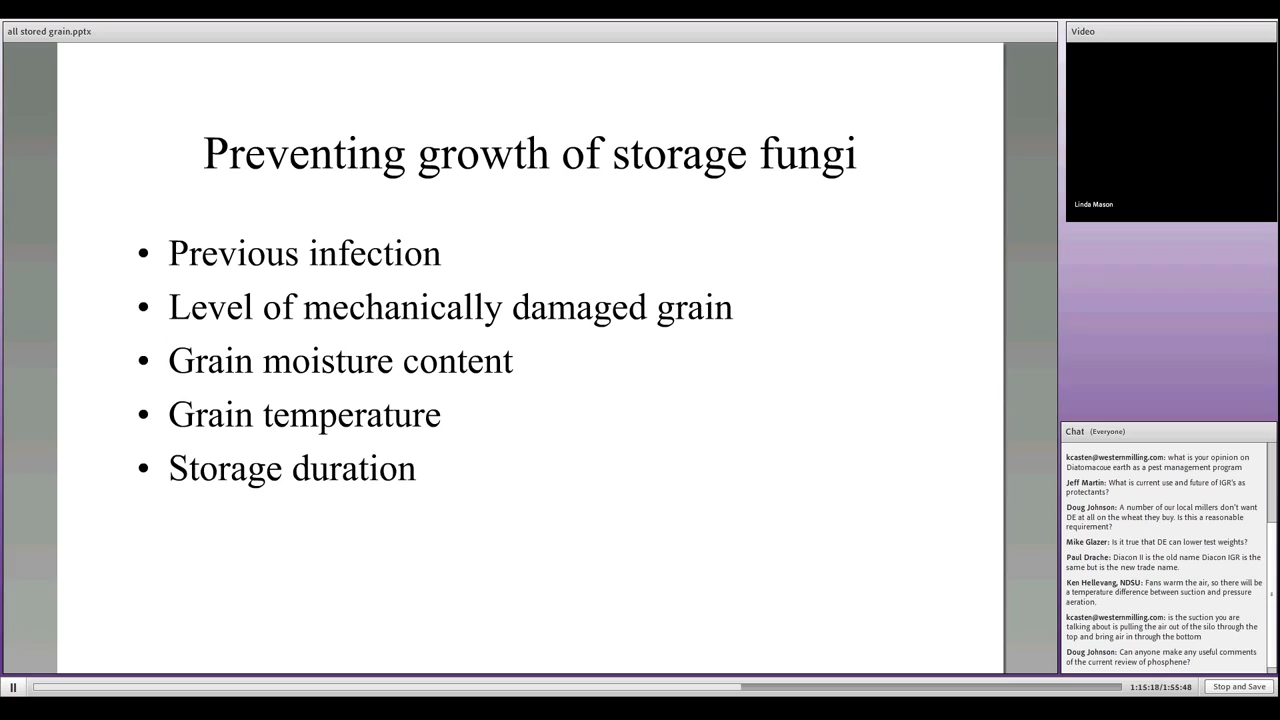 all stored grain.pptx
Preventing growth of storage fungi
• Previous infection
• Level of mechanically damaged grain
• Grain moisture content
• Grain temperature
• Storage duration
Video
Linda Mason
Chat (Everyone)
kcasten@westernmilling.com: what is your opinion on
Diatomacoue earth as a pest management program
Jeff Martin: What is current use and future of IGR's as
protectants?
Doug Johnson: A number of our local millers don't want
DE at all on the wheat they buy. Is this a reasonable
requirement?
Mike Glazer: Is it true that DE can lower test weights?
Paul Drache: Diacon II is the old name Diacon IGR is the
same but is the new trade name.
Ken Hellevang, NDSU: Fans warm the air, so there will be
a temperature difference between suction and pressure
aeration.
kcasten@westernmilling.com: is the suction you are
talking about is pulling the air out of the silo through the
top and bring air in through the bottom
Doug Johnson: Can anyone make any useful comments
of the current review of phosphene?
1:15:18/1:55:48
Stop and Save